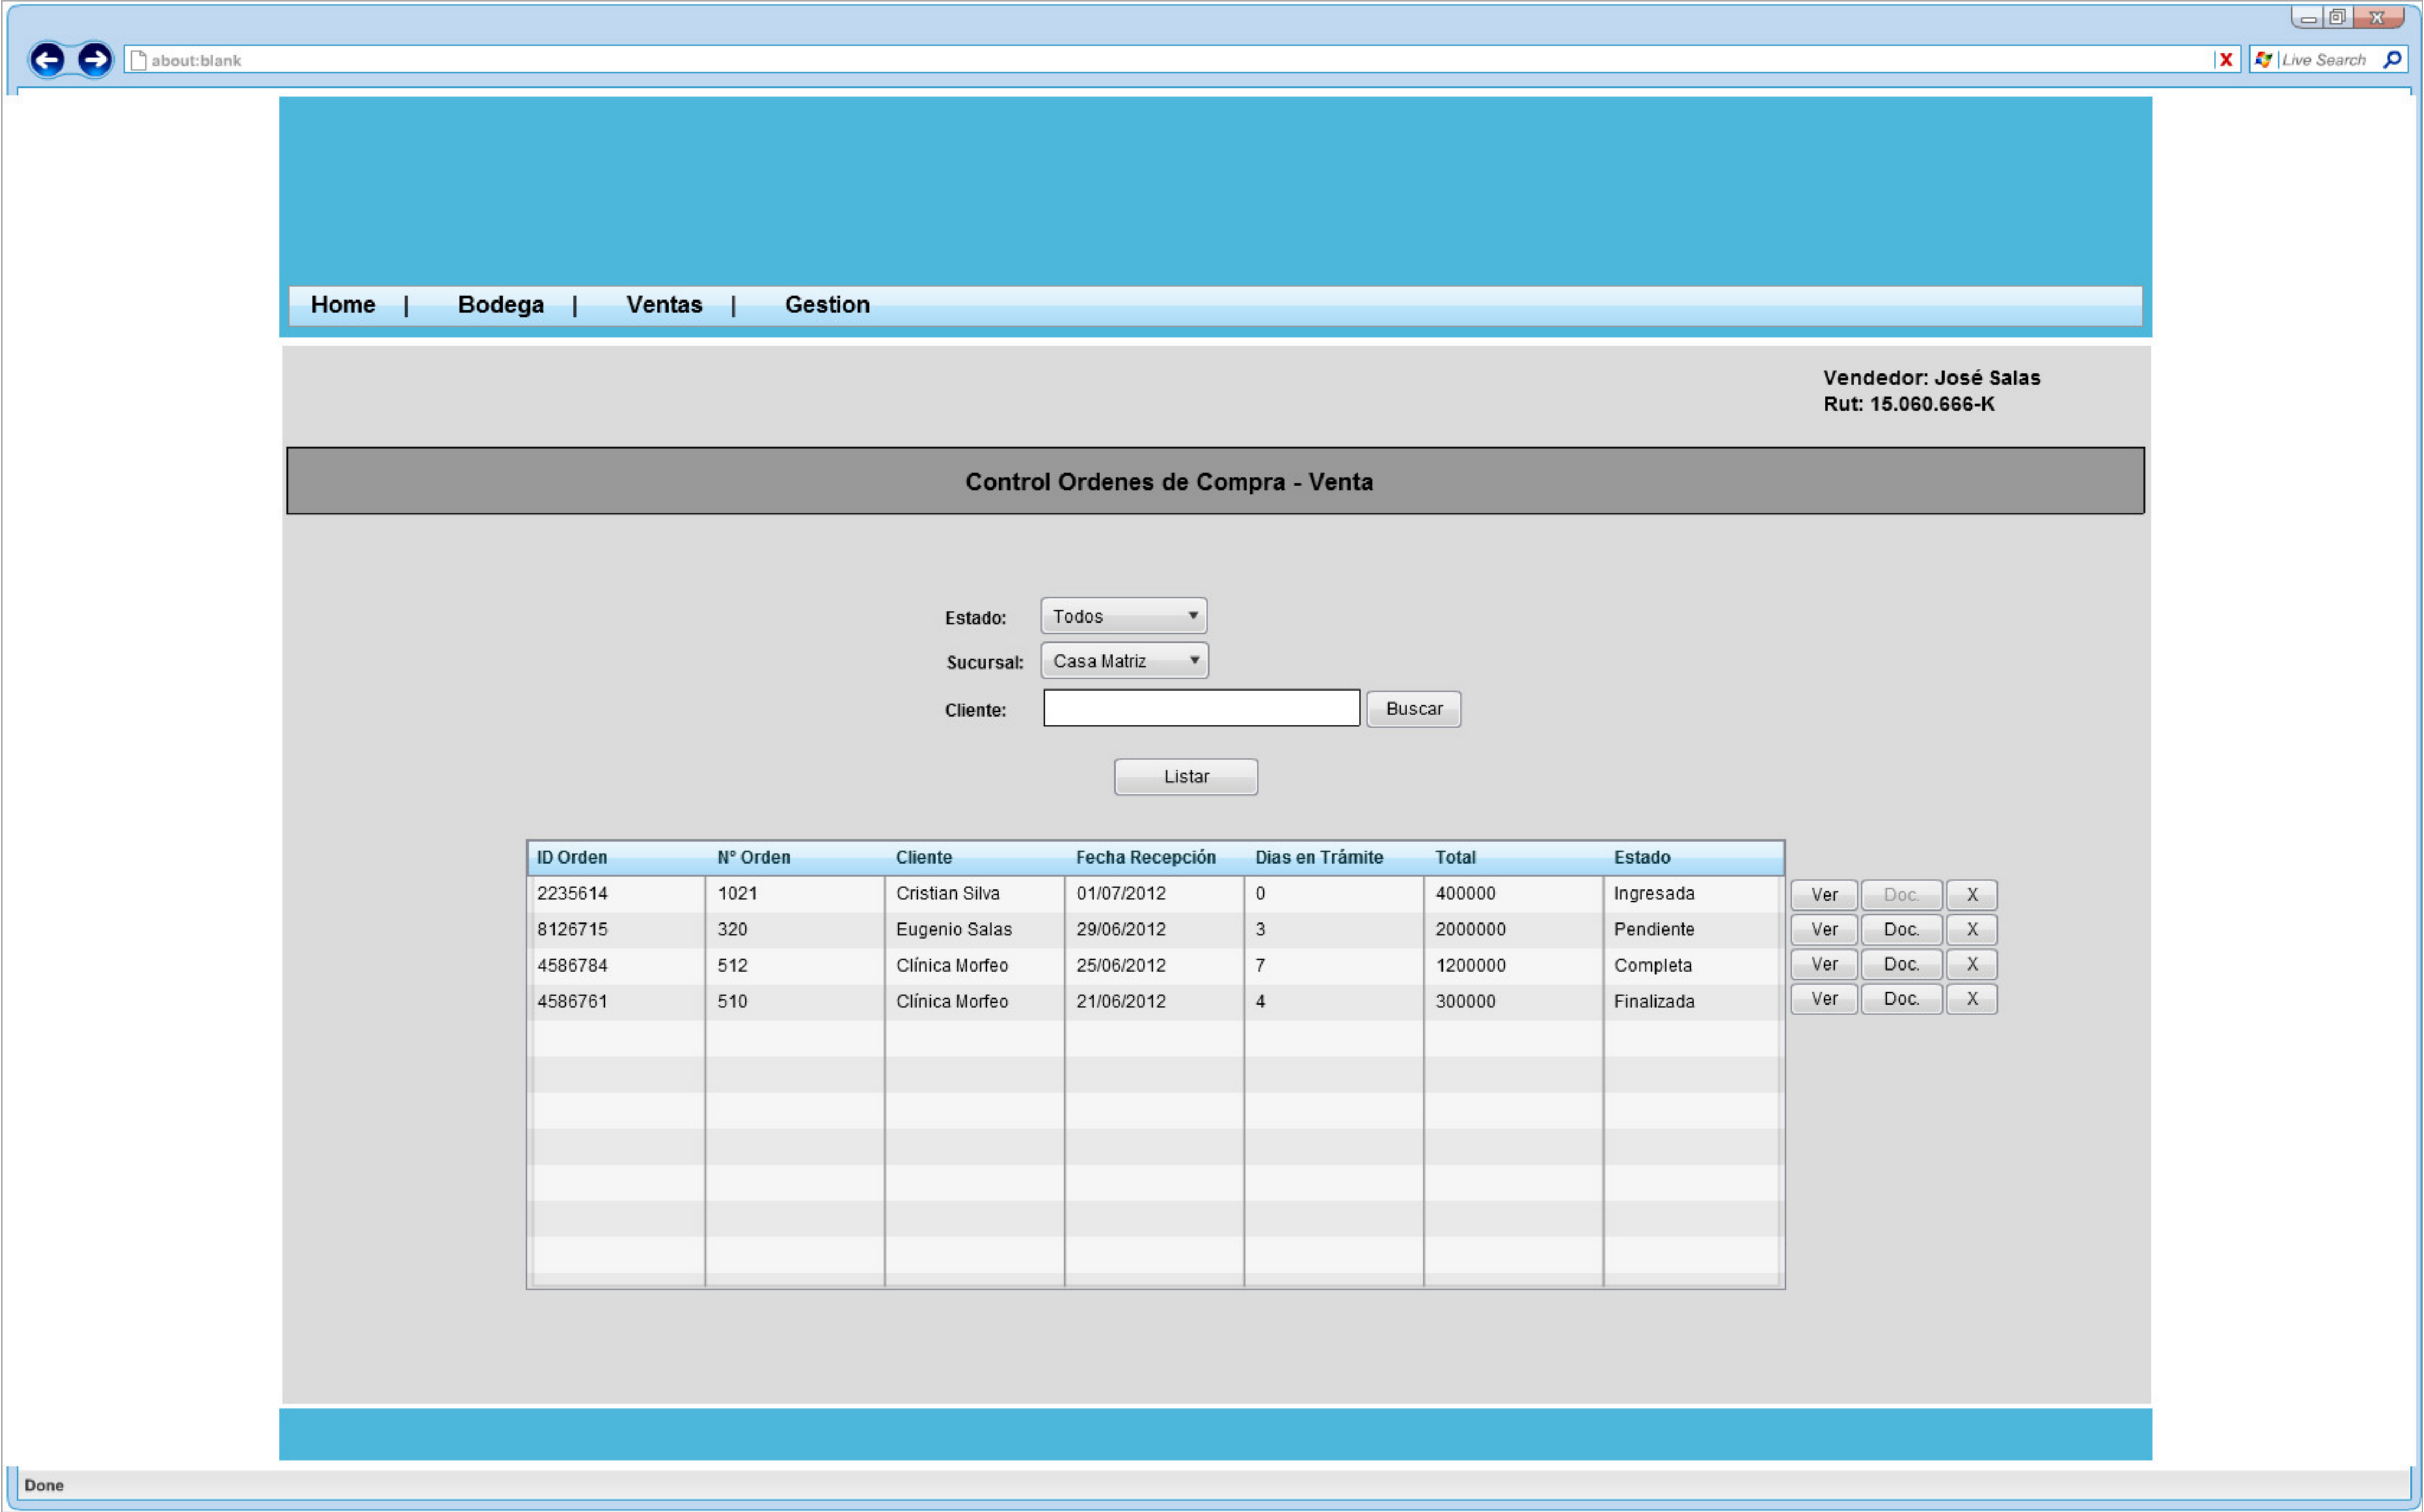 about:blank
X Live Search
Home | Bodega | Ventas | Gestion
Vendedor: José Salas
Rut: 15.060.666-K
Control Ordenes de Compra - Venta
Estado: Todos
Sucursal: Casa Matriz
Cliente: Buscar
Listar
ID Orden N° Orden Cliente Fecha Recepción Dias en Trámite Total Estado
2235614 1021 Cristian Silva 01/07/2012 0 400000 Ingresada Ver Doc. X
8126715 320 Eugenio Salas 29/06/2012 3 2000000 Pendiente Ver Doc. X
4586784 512 Clínica Morfeo 25/06/2012 7 1200000 Completa Ver Doc. X
4586761 510 Clínica Morfeo 21/06/2012 4 300000 Finalizada Ver Doc. X
Done